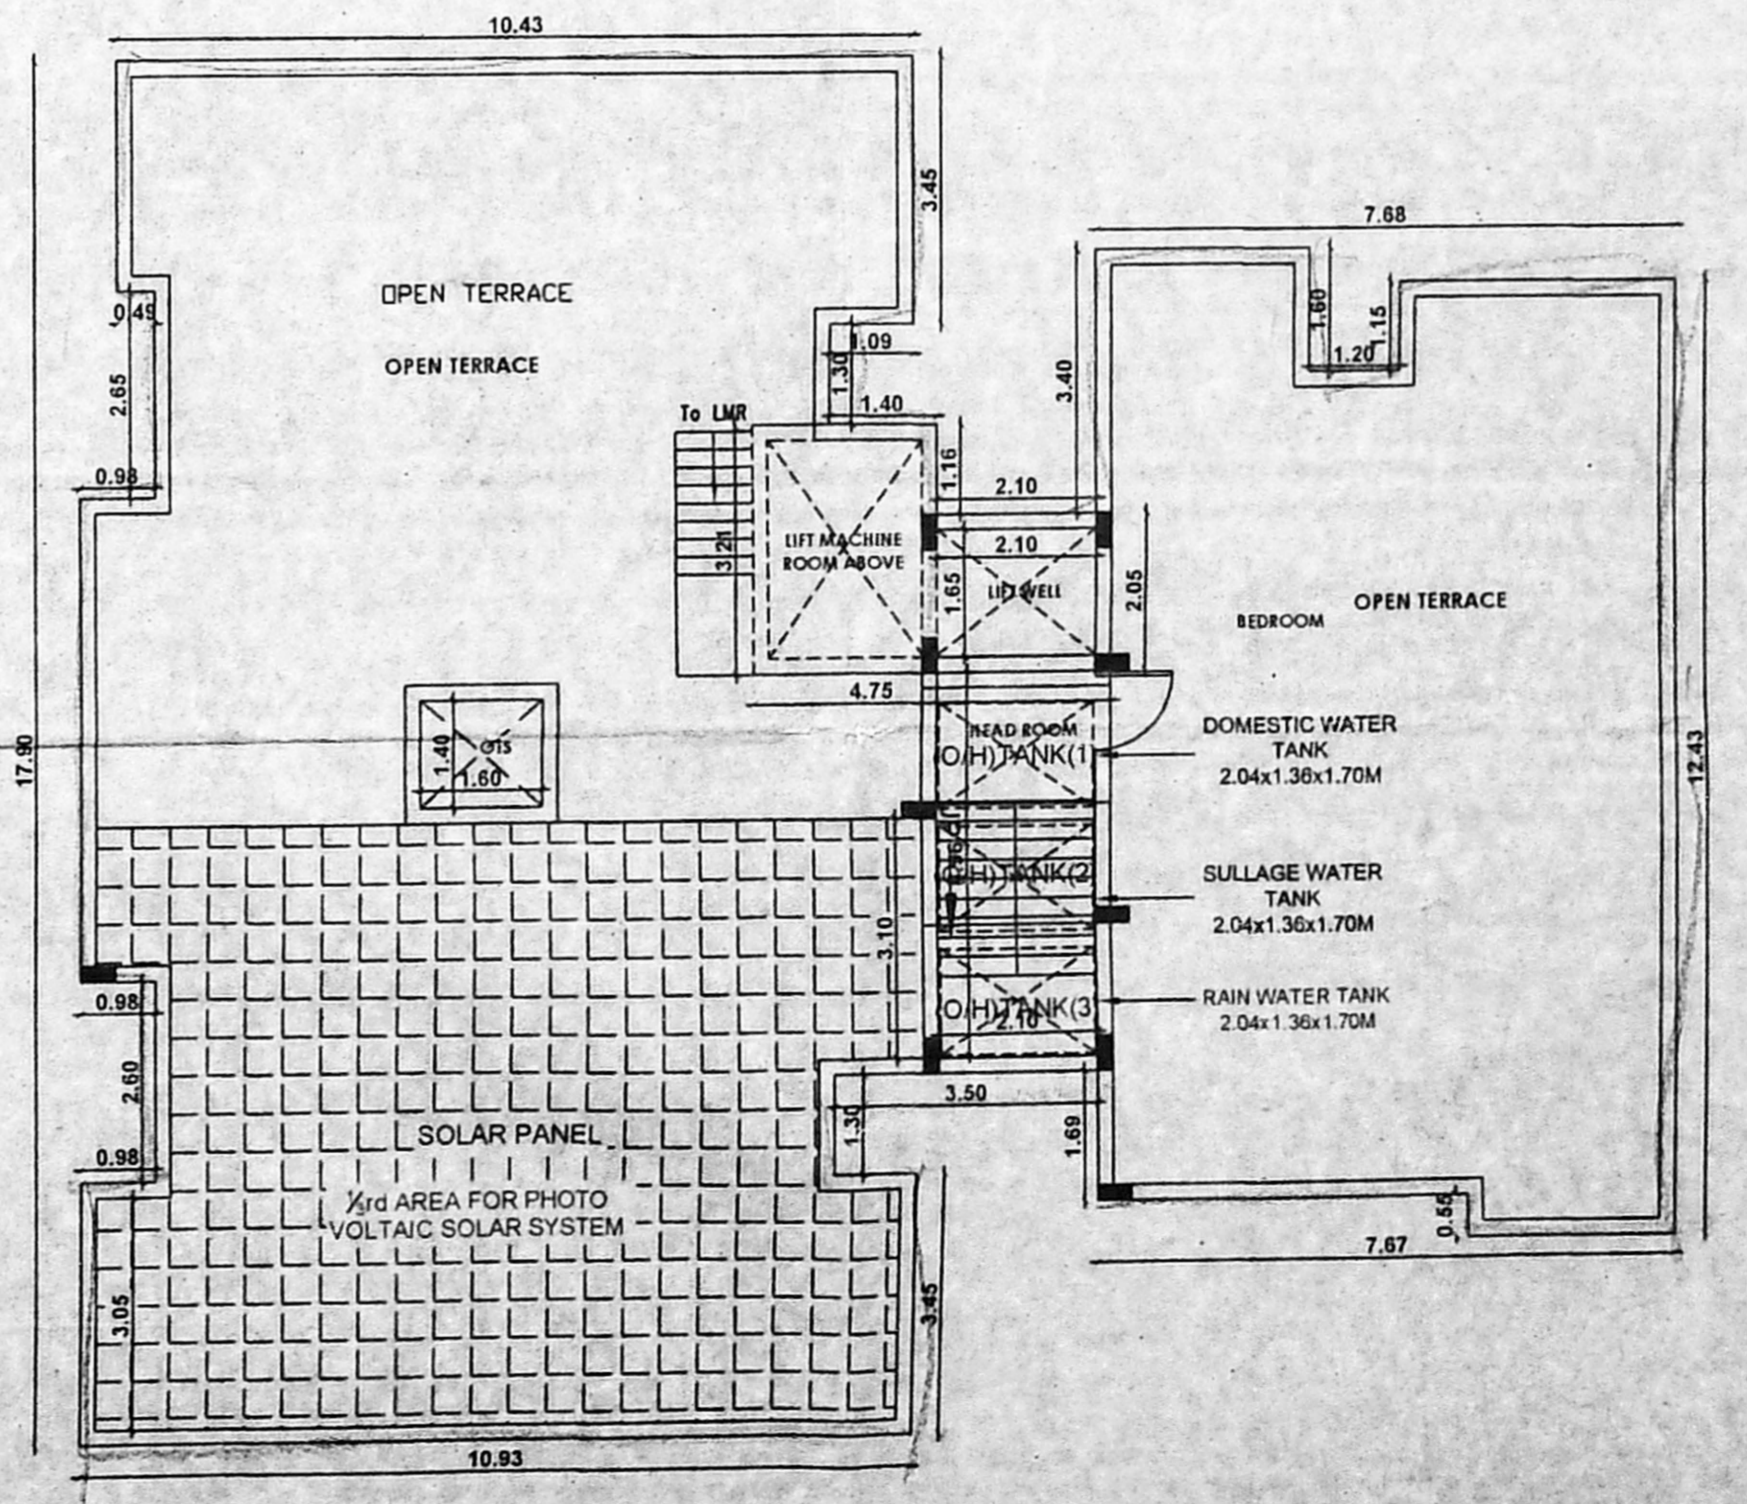 10.43
3.45
7.68
OPEN TERRACE
0.49
1.60
1.15
1.20
OPEN TERRACE
1.09
1.30
2.65
3.40
1.40
To LMR
0.98
1.16
2.10
3.21
LIFT MACHINE
ROOM ABOVE
2.10
1.65
LIFT WELL
2.05
OPEN TERRACE
BEDROOM
4.75
17.90
1.40
OTS
1.60
HEAD ROOM
(O/H)TANK(1)
DOMESTIC WATER
TANK
2.04x1.36x1.70M
12.43
(O/H)TANK(2)
SULLAGE WATER
TANK
2.04x1.36x1.70M
3.10
0.98
(O/H)TANK(3
2.10
RAIN WATER TANK
2.04x1.36x1.70M
2.60
3.50
1.30
1.69
SOLAR PANEL
0.98
⅓rd AREA FOR PHOTO
VOLTAIC SOLAR SYSTEM
0.55
7.67
3.05
3.45
10.93